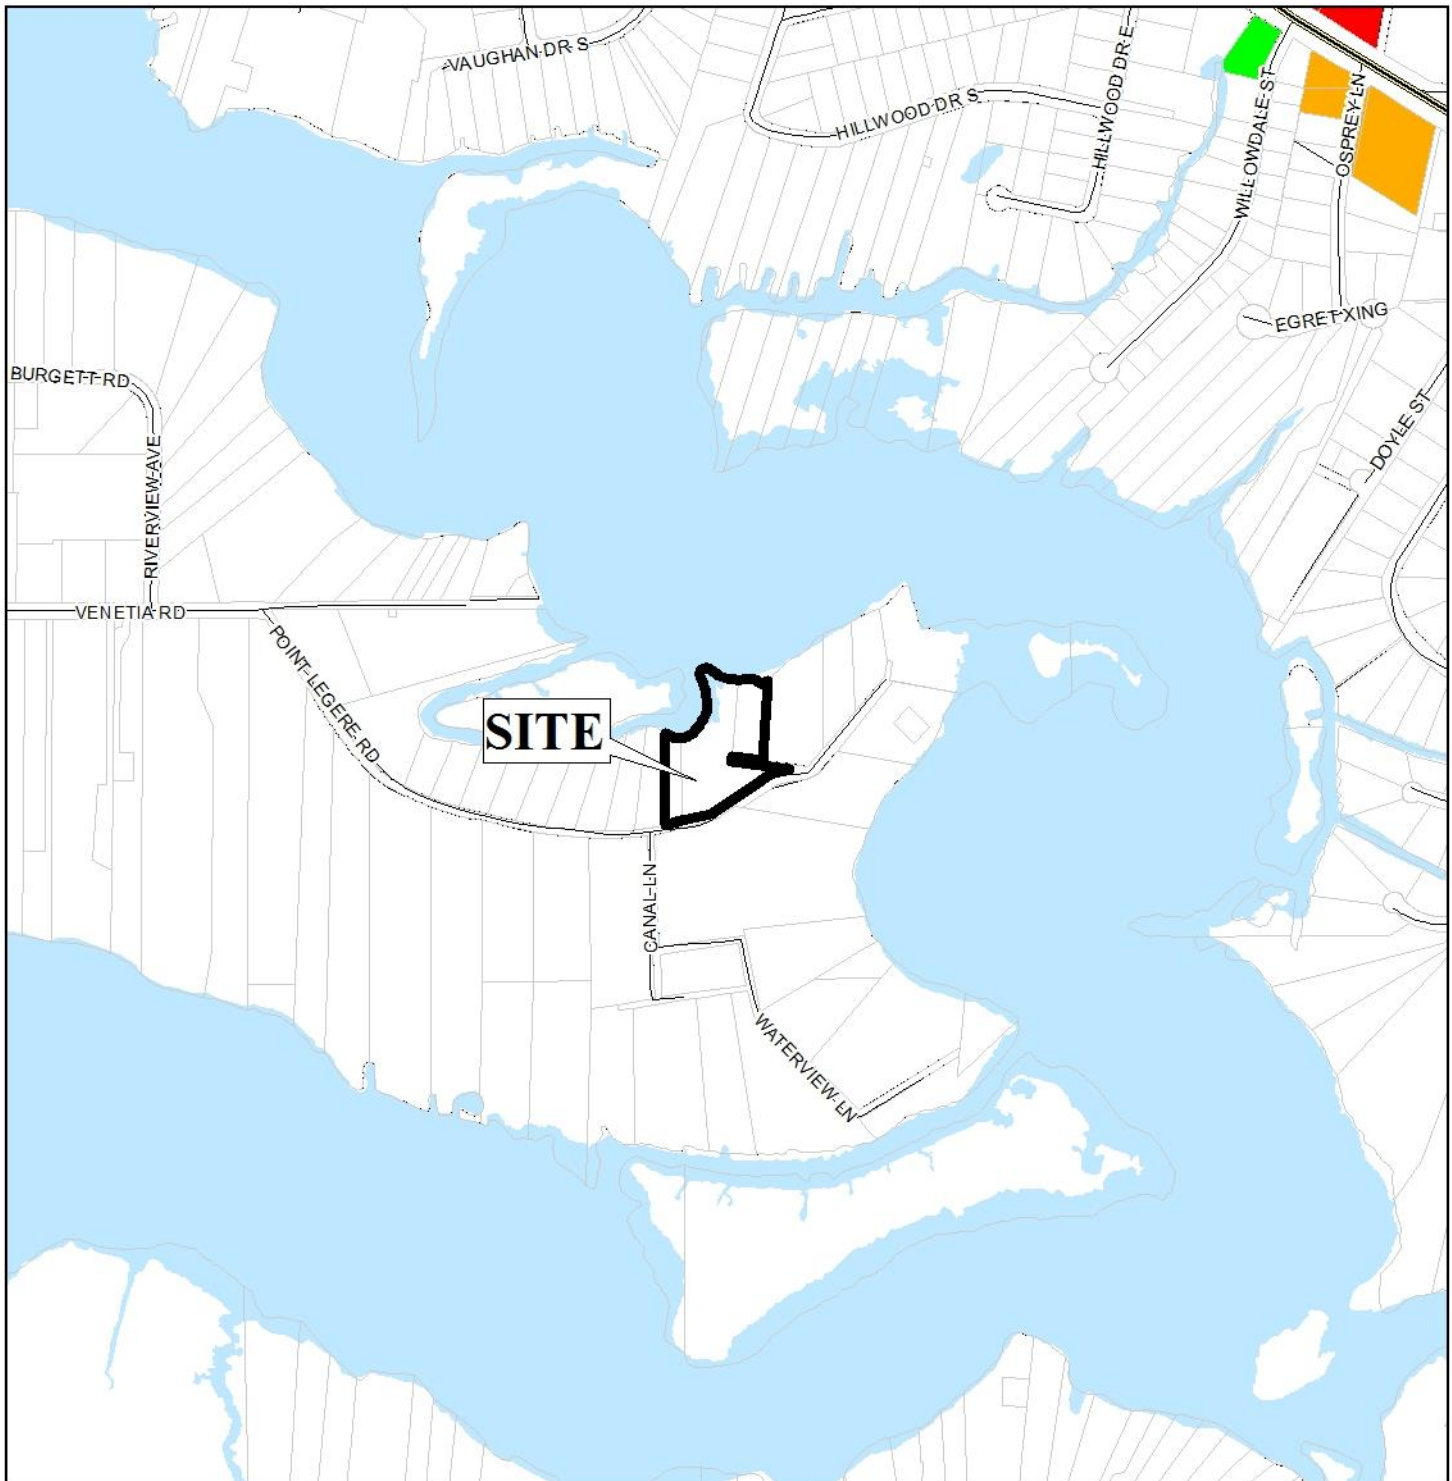 VAUGHAN DR S
HILLWOOD DR S
HILLWOOD DR E
WILLOWDALE ST
OSPREY LN
EGRET XING
BURGETT RD
DOYLE ST
RIVERVIEW AVE
VENETIA RD
POINT LEGERE RD
SITE
CANAL LN
WATERVIEW LN